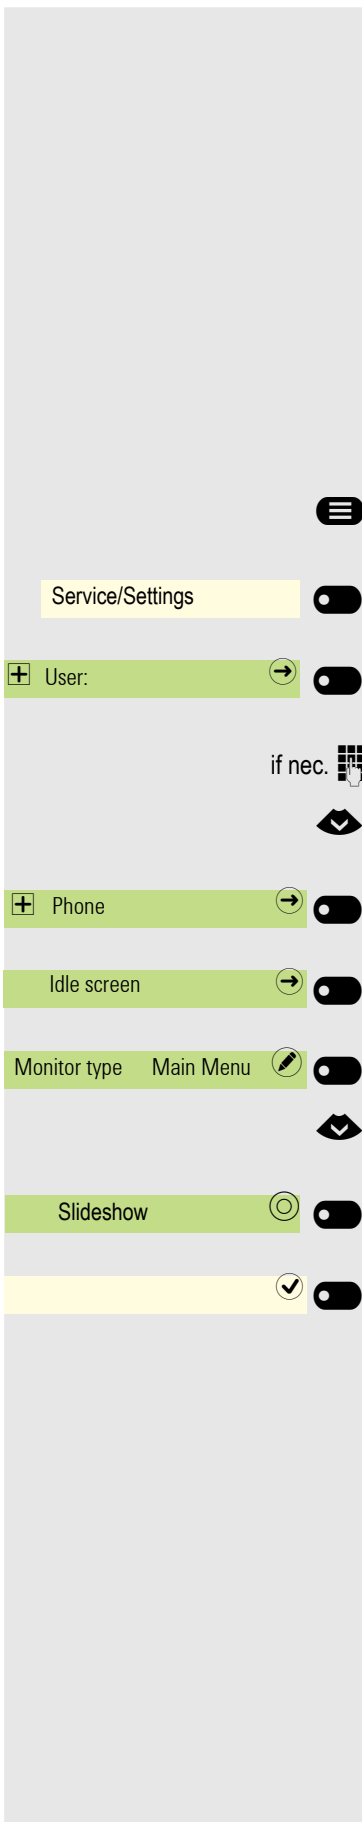 Service/Settings
User:
if nec.
Phone
Idle screen
Monitor type Main Menu
Slideshow